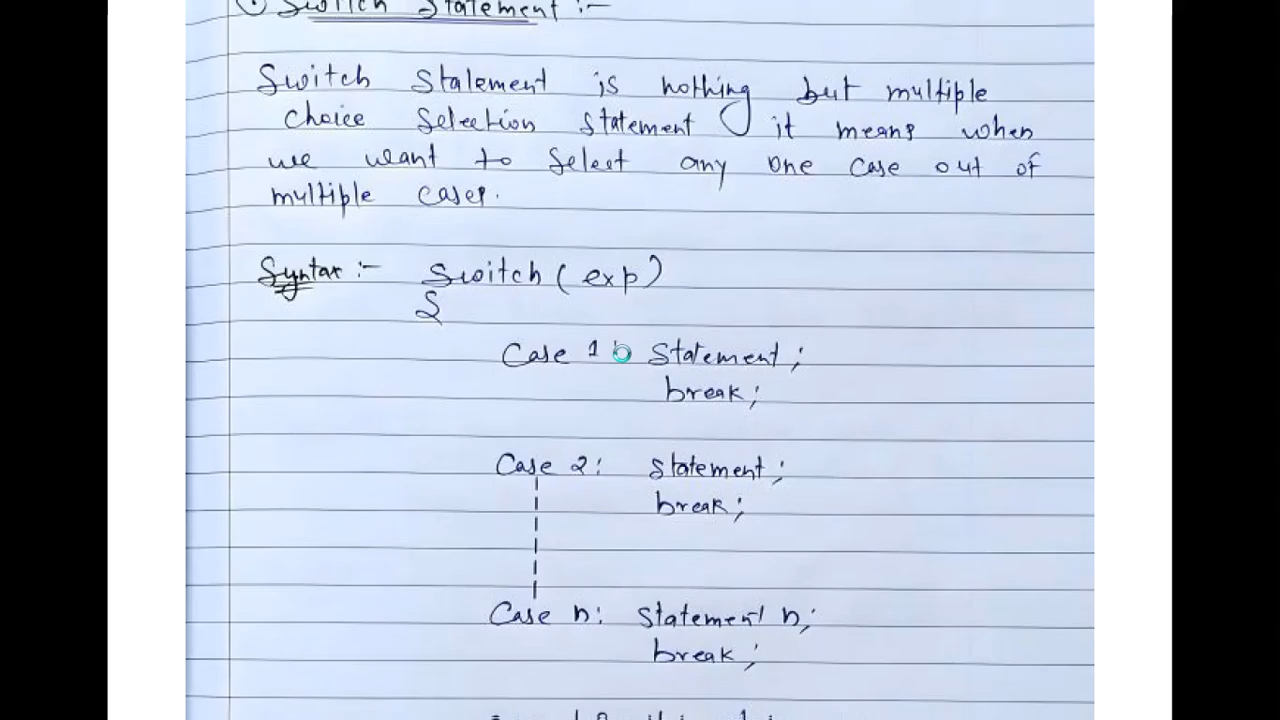 Switch Statement :-
Switch Statement is nothing but multiple
choice Selection Statement it means when
we want to Select any one case out of
multiple cases.
Syntax :- Switch ( exp )
{
Case 1 Statement ;
break ;
Case 2 : Statement ;
break ;
Case n : Statement n ;
break ;